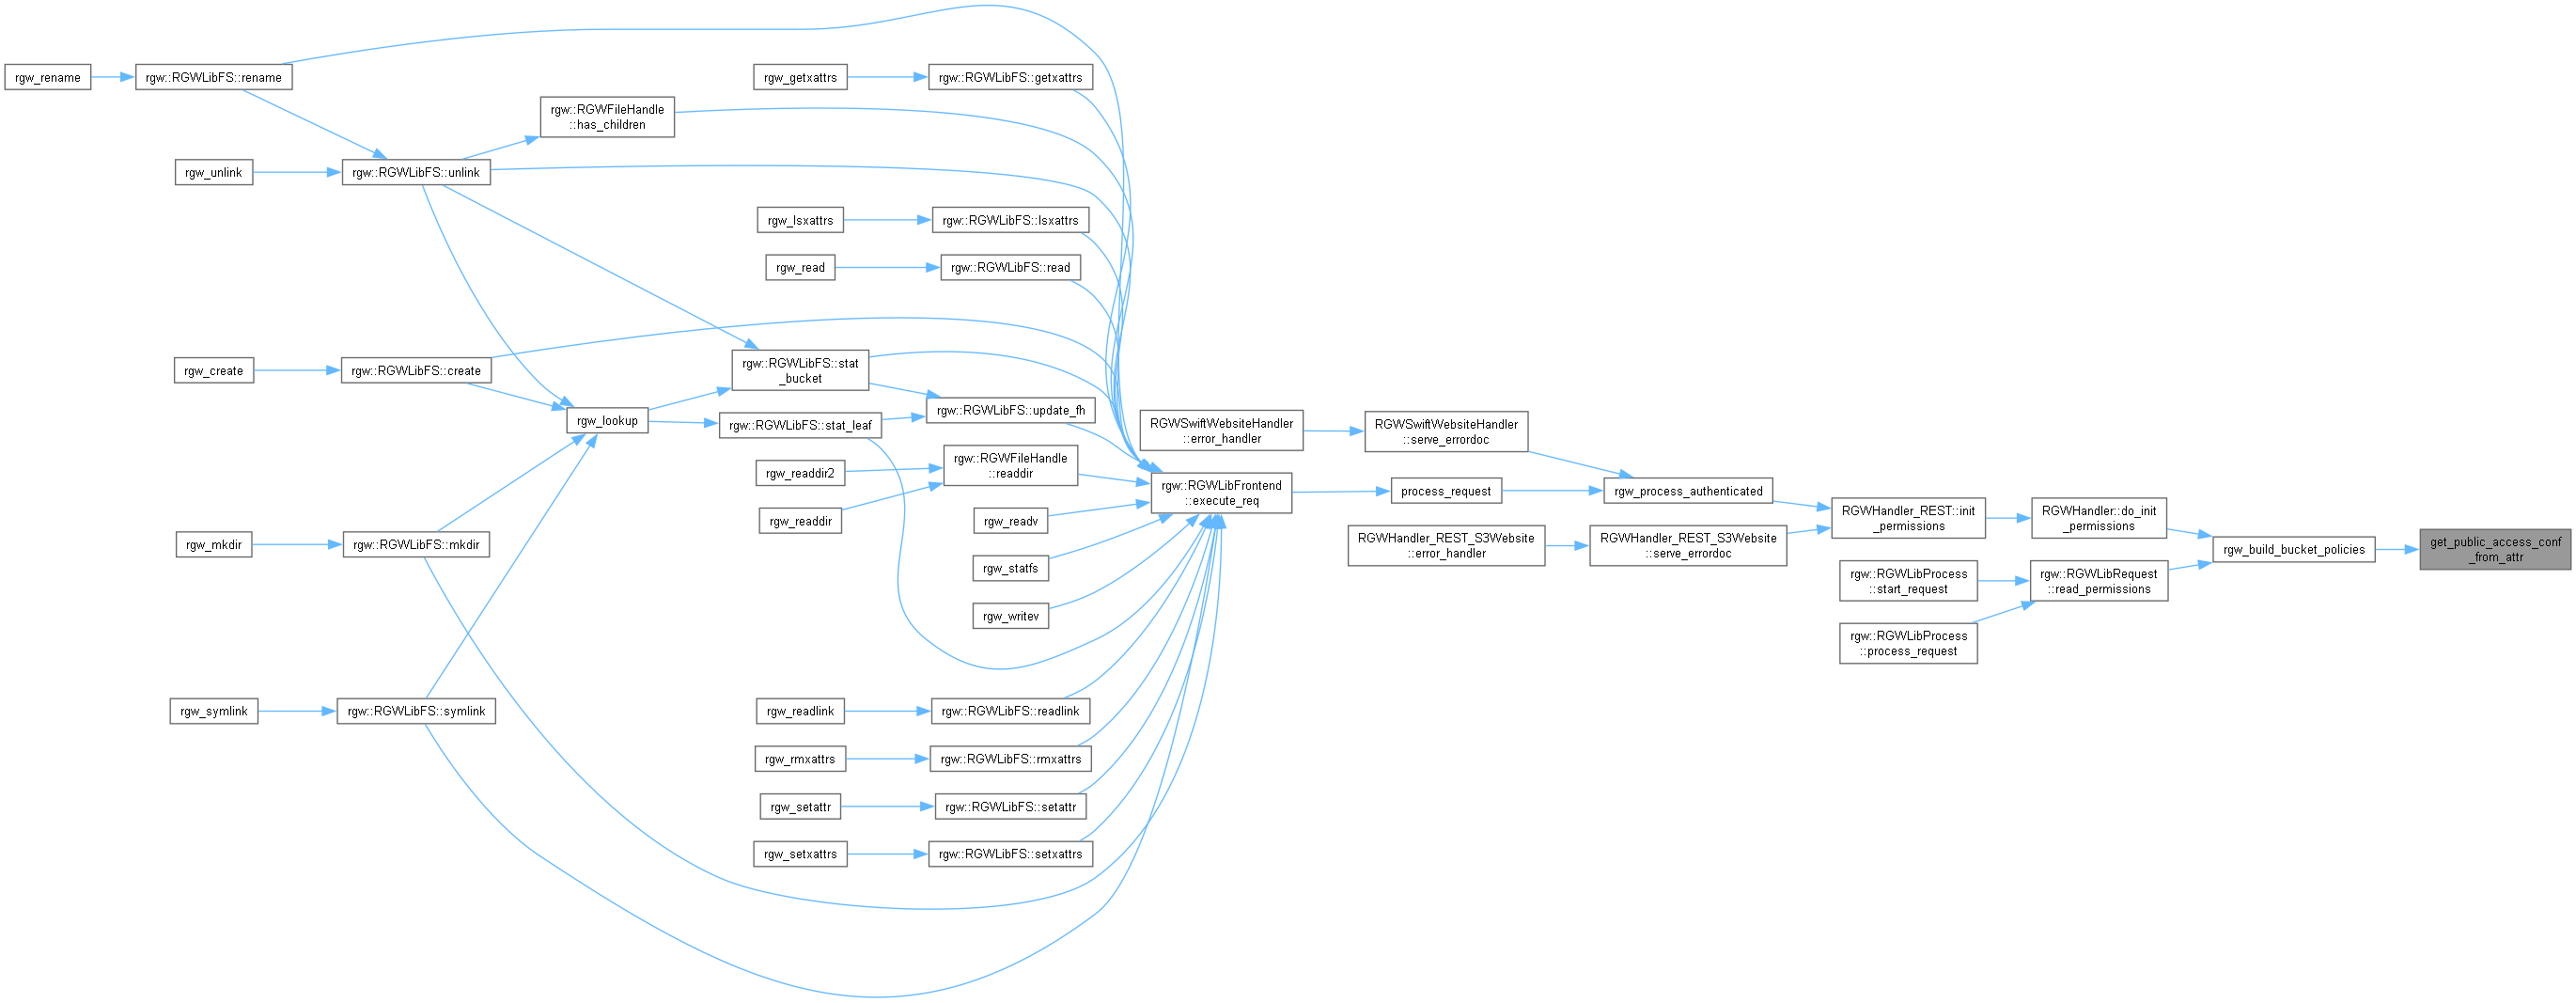 rgw_rename
rgw::RGWLibFS::rename
rgw_getxattrs
rgw::RGWLibFS::getxattrs
rgw::RGWFileHandle
::has_children
rgw_unlink
rgw::RGWLibFS::unlink
rgw_lsxattrs
rgw::RGWLibFS::lsxattrs
rgw_read
rgw::RGWLibFS::read
rgw_create
rgw::RGWLibFS::create
rgw::RGWLibFS::stat
_bucket
rgw_lookup
rgw::RGWLibFS::update_fh
rgw::RGWLibFS::stat_leaf
RGWSwiftWebsiteHandler
::error_handler
RGWSwiftWebsiteHandler
::serve_errordoc
rgw_readdir2
rgw::RGWFileHandle
::readdir
rgw_readdir
rgw_readv
rgw::RGWLibFrontend
::execute_req
process_request
rgw_process_authenticated
RGWHandler_REST::init
_permissions
RGWHandler::do_init
_permissions
rgw_mkdir
rgw::RGWLibFS::mkdir
rgw_statfs
RGWHandler_REST_S3Website
::error_handler
RGWHandler_REST_S3Website
::serve_errordoc
rgw_build_bucket_policies
get_public_access_conf
_from_attr
rgw::RGWLibProcess
::start_request
rgw::RGWLibRequest
::read_permissions
rgw_writev
rgw::RGWLibProcess
::process_request
rgw_symlink
rgw::RGWLibFS::symlink
rgw_readlink
rgw::RGWLibFS::readlink
rgw_rmxattrs
rgw::RGWLibFS::rmxattrs
rgw_setattr
rgw::RGWLibFS::setattr
rgw_setxattrs
rgw::RGWLibFS::setxattrs